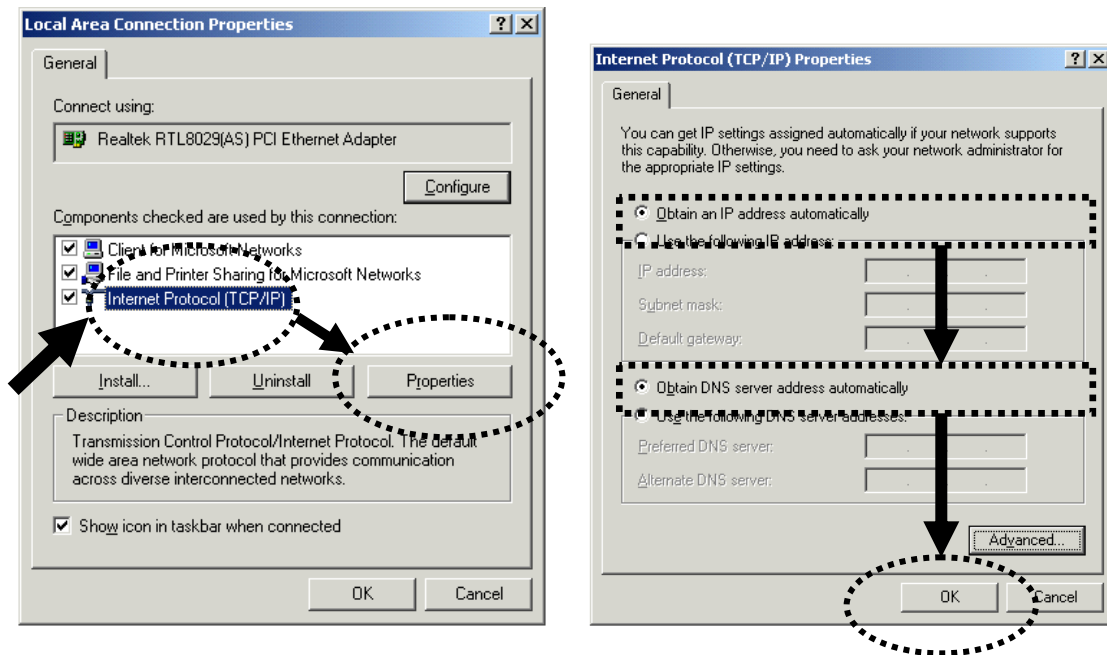 Local Area Connection Properties
General
Connect using:
Realtek RTL8029(AS) PCI Ethernet Adapter
Configure
Components checked are used by this connection:
Client for Microsoft Networks
File and Printer Sharing for Microsoft Networks
Internet Protocol (TCP/IP)
Install...
Uninstall
Properties
Description
Transmission Control Protocol/Internet Protocol. The default
wide area network protocol that provides communication
across diverse interconnected networks.
Show icon in taskbar when connected
OK
Cancel
Internet Protocol (TCP/IP) Properties
General
You can get IP settings assigned automatically if your network supports
this capability. Otherwise, you need to ask your network administrator for
the appropriate IP settings.
Obtain an IP address automatically
Use the following IP address:
IP address:
Subnet mask:
Default gateway:
Obtain DNS server address automatically
Use the following DNS server addresses:
Preferred DNS server:
Alternate DNS server:
Advanced...
OK
Cancel